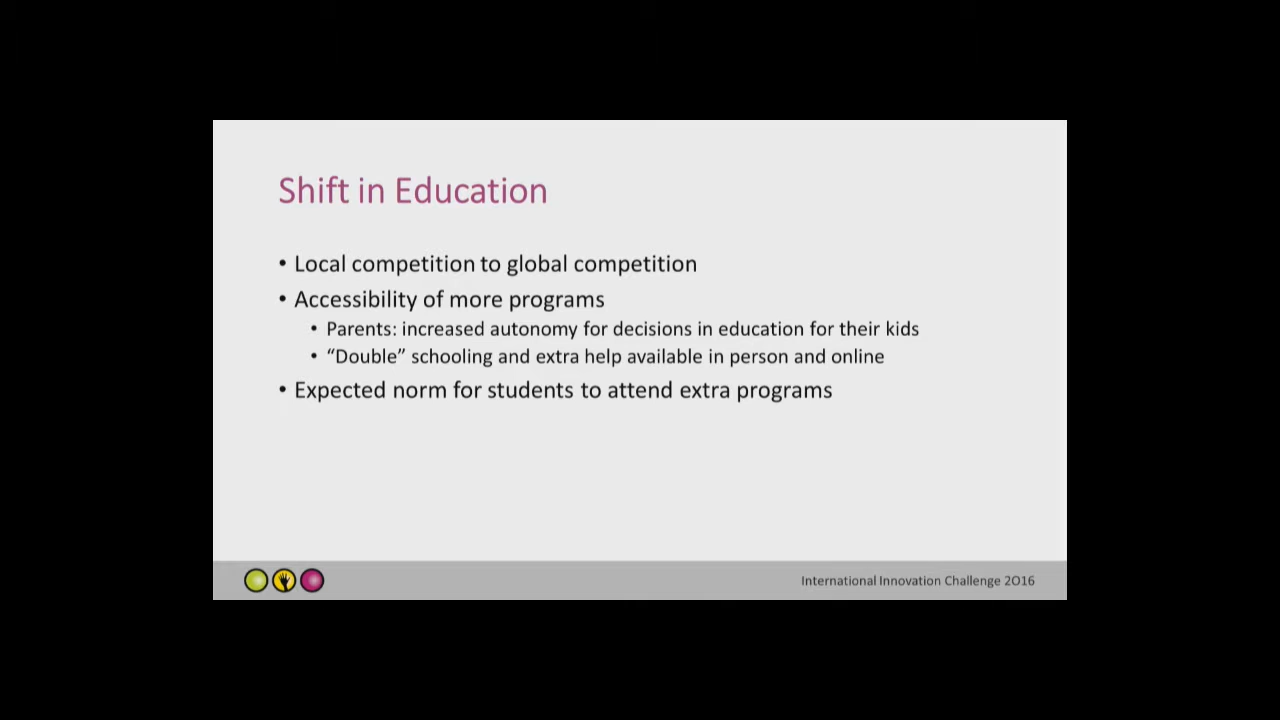 Shift in Education
• Local competition to global competition
• Accessibility of more programs
• Parents: increased autonomy for decisions in education for their kids
• “Double” schooling and extra help available in person and online
• Expected norm for students to attend extra programs
International Innovation Challenge 2O16